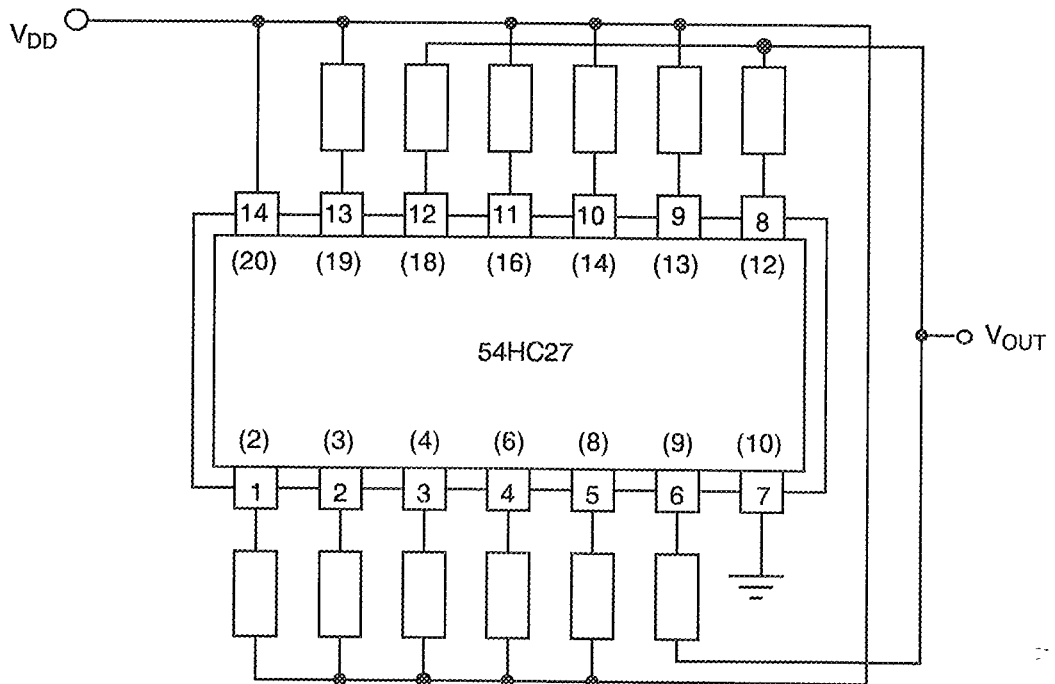 VDD
14 13 12 11 10 9 8
(20) (19) (18) (16) (14) (13) (12)
54HC27
VOUT
(2) (3) (4) (6) (8) (9) (10)
1 2 3 4 5 6 7